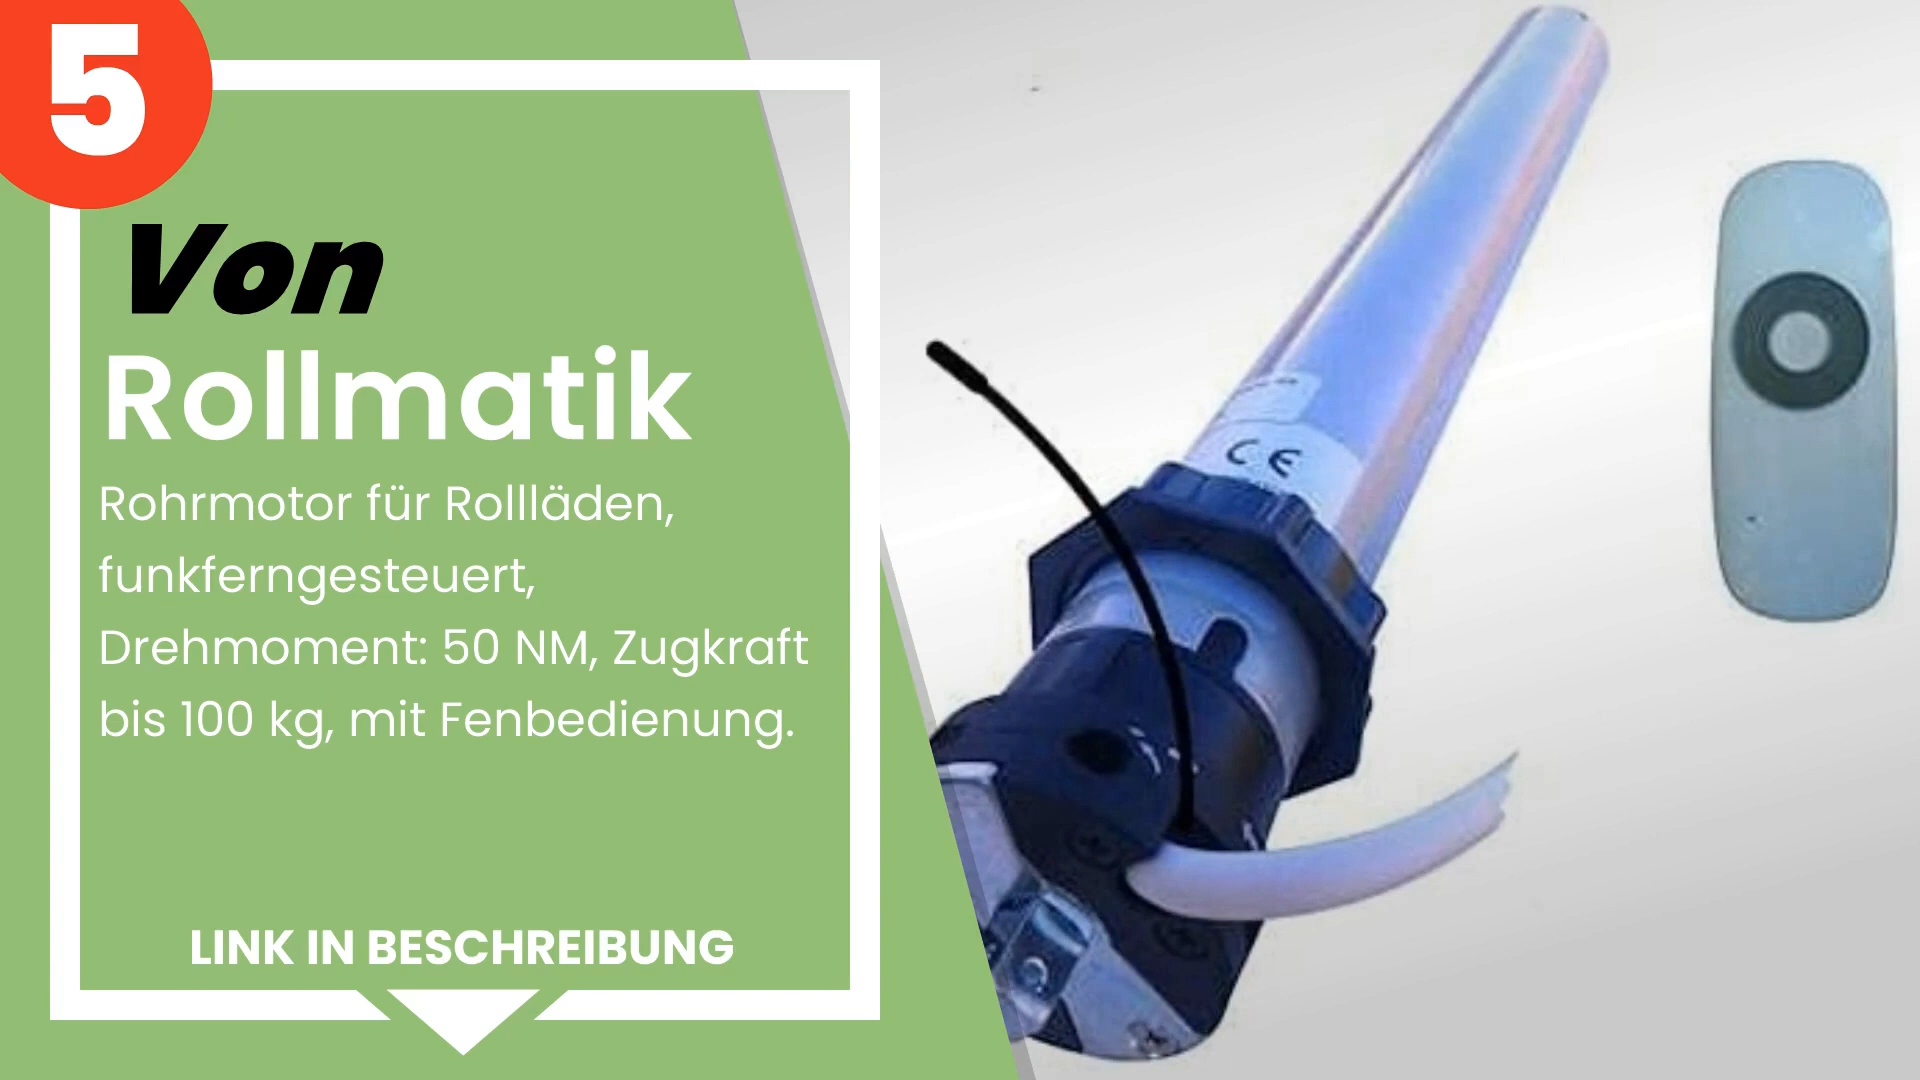 5
Von
Rollmatik
Rohrmotor für Rollläden,
funkferngesteuert,
Drehmoment: 50 NM, Zugkraft
bis 100 kg, mit Fenbedienung.
LINK IN BESCHREIBUNG
CE